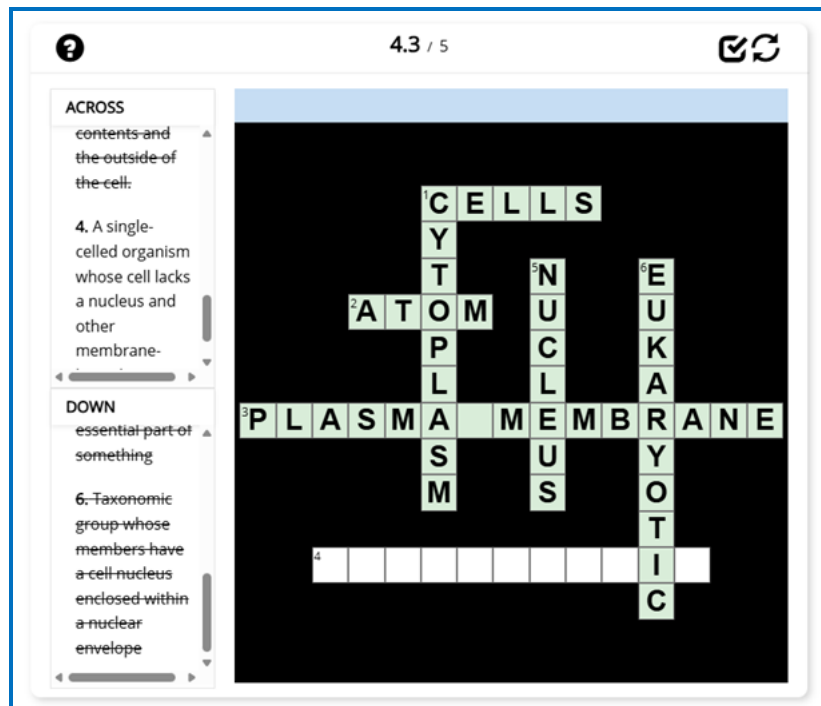 4.3 / 5
ACROSS
contents and
the outside of
the cell.
4. A single-
celled organism
whose cell lacks
a nucleus and
other
membrane-
DOWN
essential part of
something
6. Taxonomic
group whose
members have
a cell nucleus
enclosed within
a nuclear
envelope
1 C E L L S
Y
T 5 N 6 E
2 A T O M U U
P C K
L L A
3 P L A S M A M E M B R A N E
S U Y
M S O
T
4 I
C